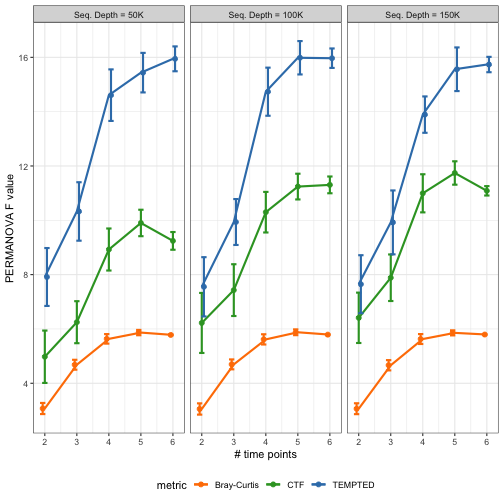 Seq. Depth = 50K
Seq. Depth = 100K
Seq. Depth = 150K
16
12
8
4
PERMANOVA F value
2 3 4 5 6
2 3 4 5 6
2 3 4 5 6
# time points
metric Bray-Curtis CTF TEMPTED